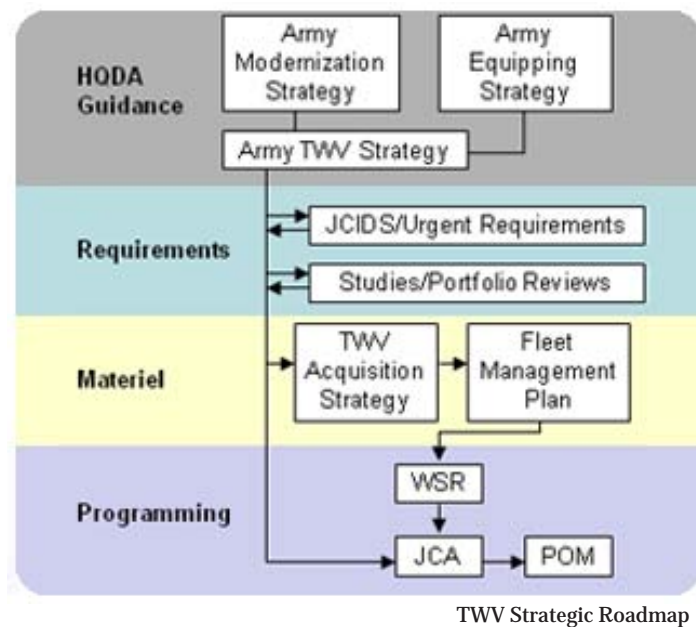 HQDA
Guidance
Army
Modernization
Strategy
Army
Equipping
Strategy
Army TWV Strategy
Requirements
JCIDS/Urgent Requirements
Studies/Portfolio Reviews
Materiel
TWV
Acquisition
Strategy
Fleet
Management
Plan
Programming
WSR
JCA
POM
TWV Strategic Roadmap